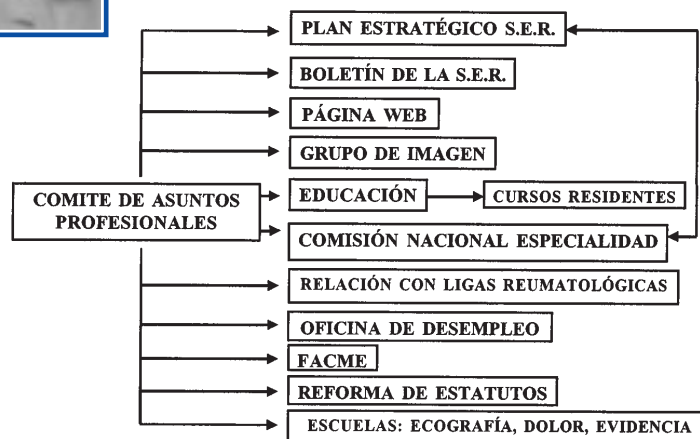 PLAN ESTRATÉGICO S.E.R.
BOLETÍN DE LA S.E.R.
PÁGINA WEB
GRUPO DE IMAGEN
COMITE DE ASUNTOS
PROFESIONALES
EDUCACIÓN
CURSOS RESIDENTES
COMISIÓN NACIONAL ESPECIALIDAD
RELACIÓN CON LIGAS REUMATOLÓGICAS
OFICINA DE DESEMPLEO
FACME
REFORMA DE ESTATUTOS
ESCUELAS: ECOGRAFÍA, DOLOR, EVIDENCIA